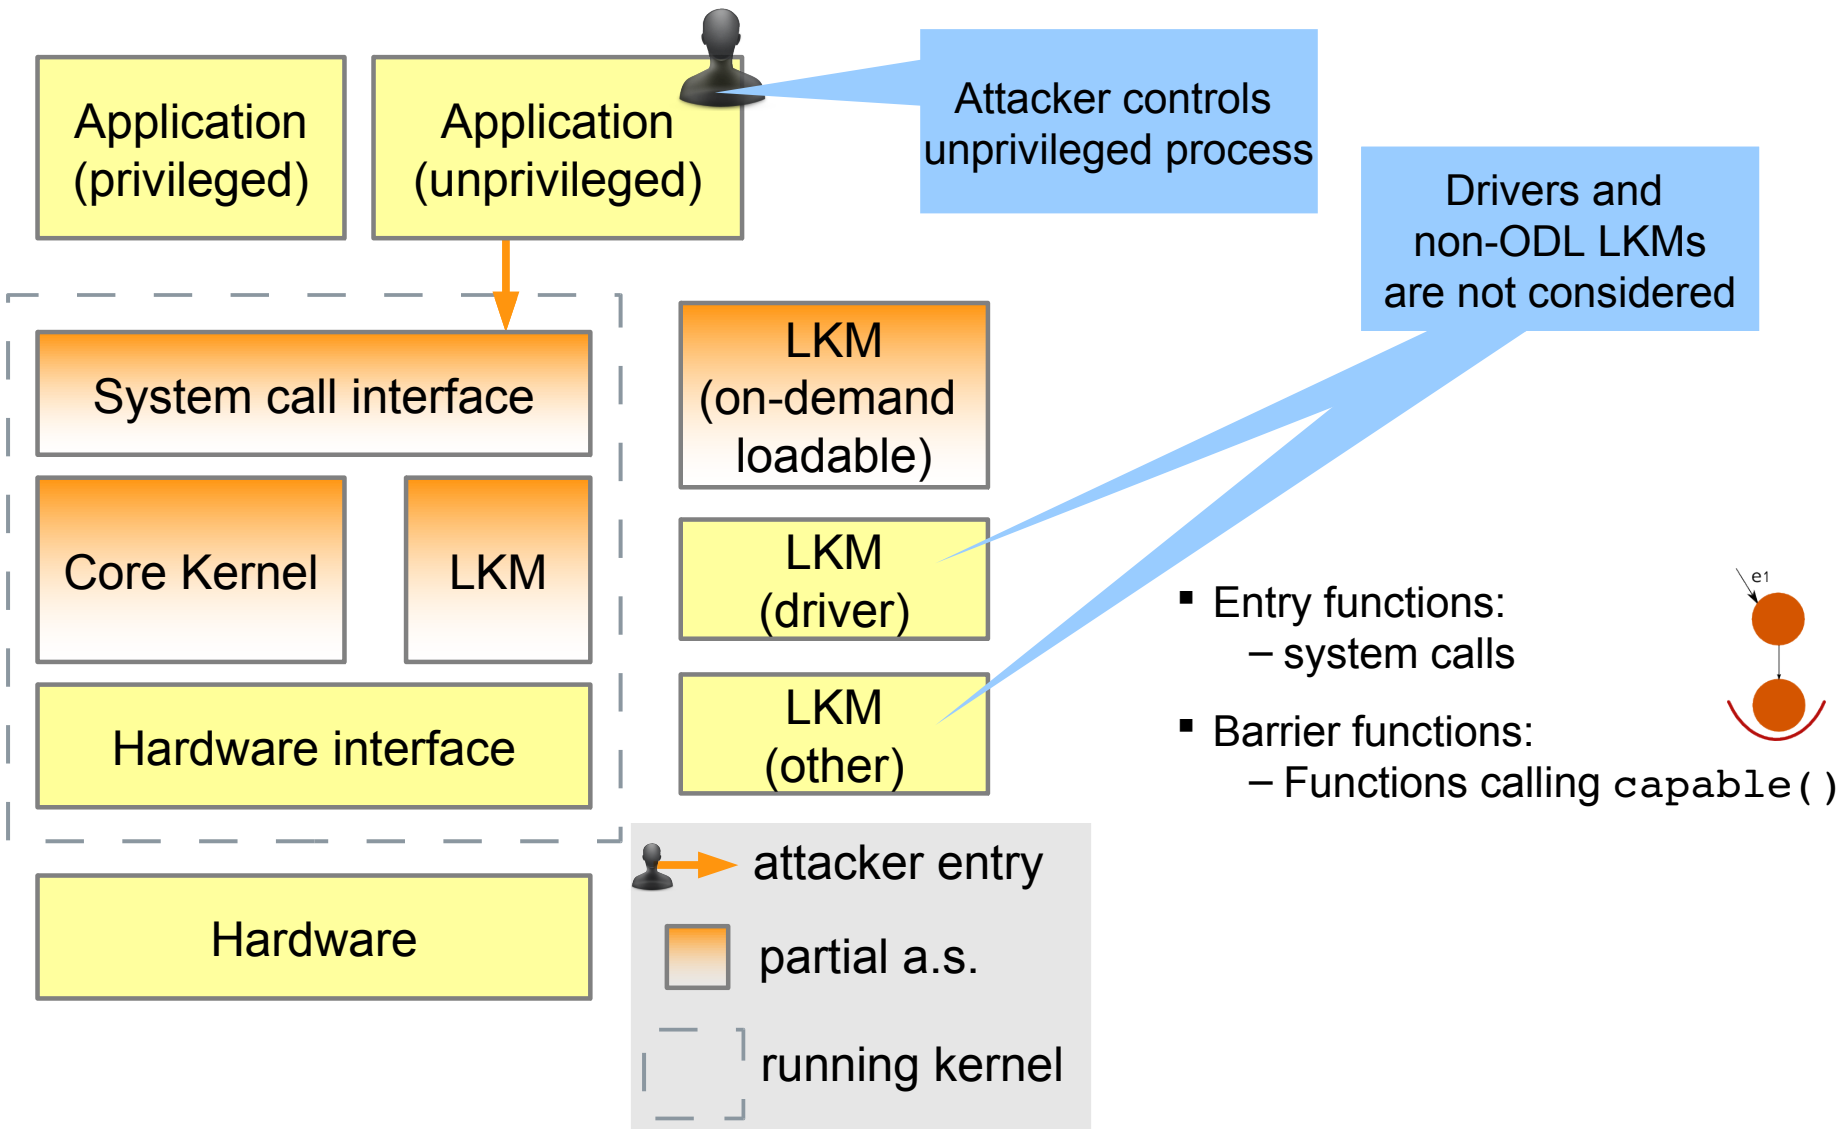 Application
(privileged)
Application
(unprivileged)
Attacker controls
unprivileged process
Drivers and
non-ODL LKMs
are not considered
System call interface
LKM
(on-demand
loadable)
Core Kernel
LKM
LKM
(driver)
▪ Entry functions:
– system calls
e1
Hardware interface
LKM
(other)
▪ Barrier functions:
– Functions calling capable()
Hardware
attacker entry
partial a.s.
running kernel